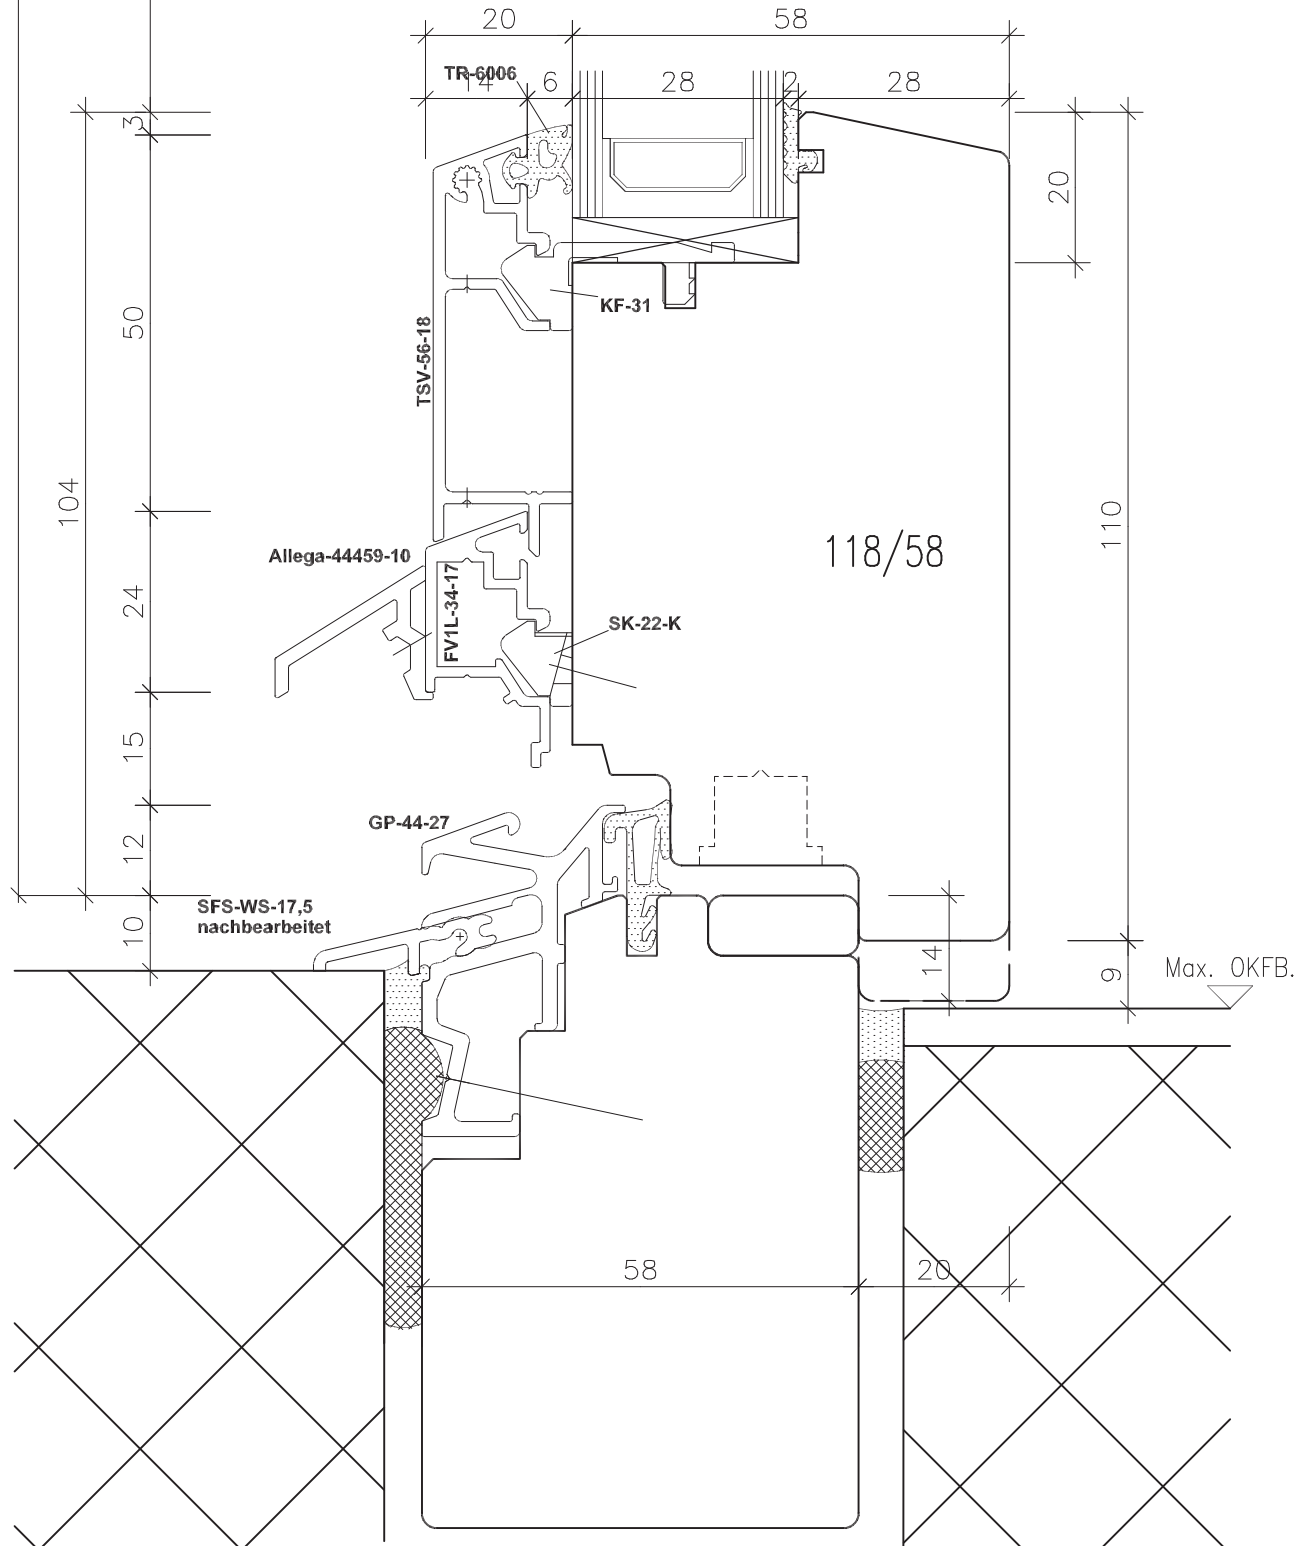 20
58
TR-6006
14
6
28
2
28
3
20
50
KF-31
TSV-56-18
104
110
118/58
Allega-44459-10
FV1L-34-17
24
SK-22-K
15
GP-44-27
12
SFS-WS-17,5
nachbearbeitet
10
14
9
Max. OKFB.
58
20